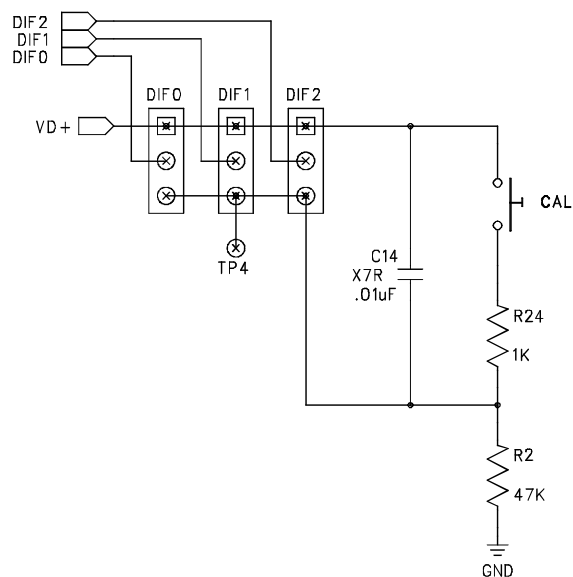 DIF2
DIF1
DIF0
DIF0 DIF1 DIF2
VD+
CAL
TP4
C14
X7R
.01uF
R24
1K
R2
47K
GND